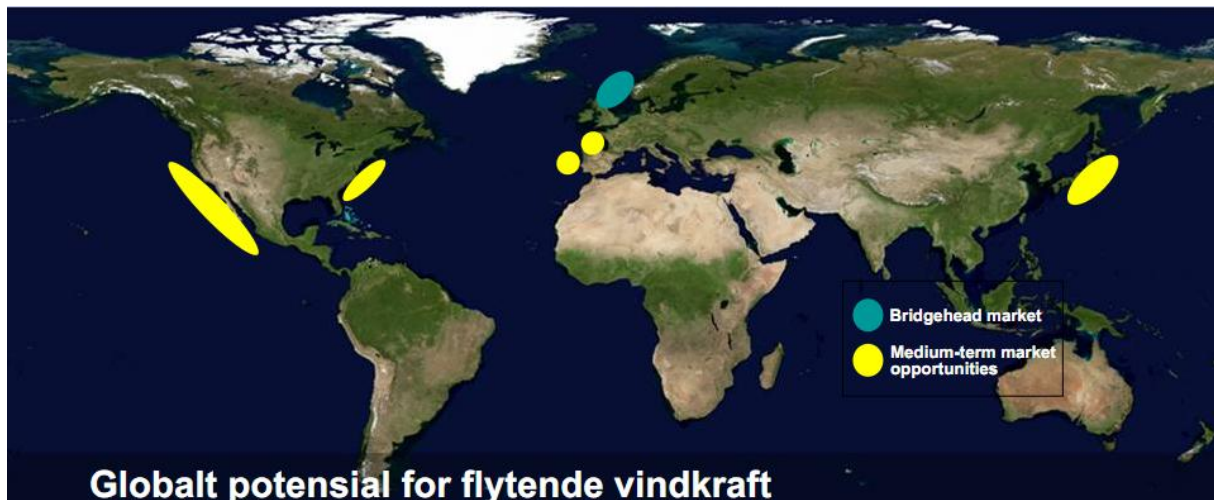 Bridgehead market
Medium-term market
opportunities
Globalt potensial for flytende vindkraft